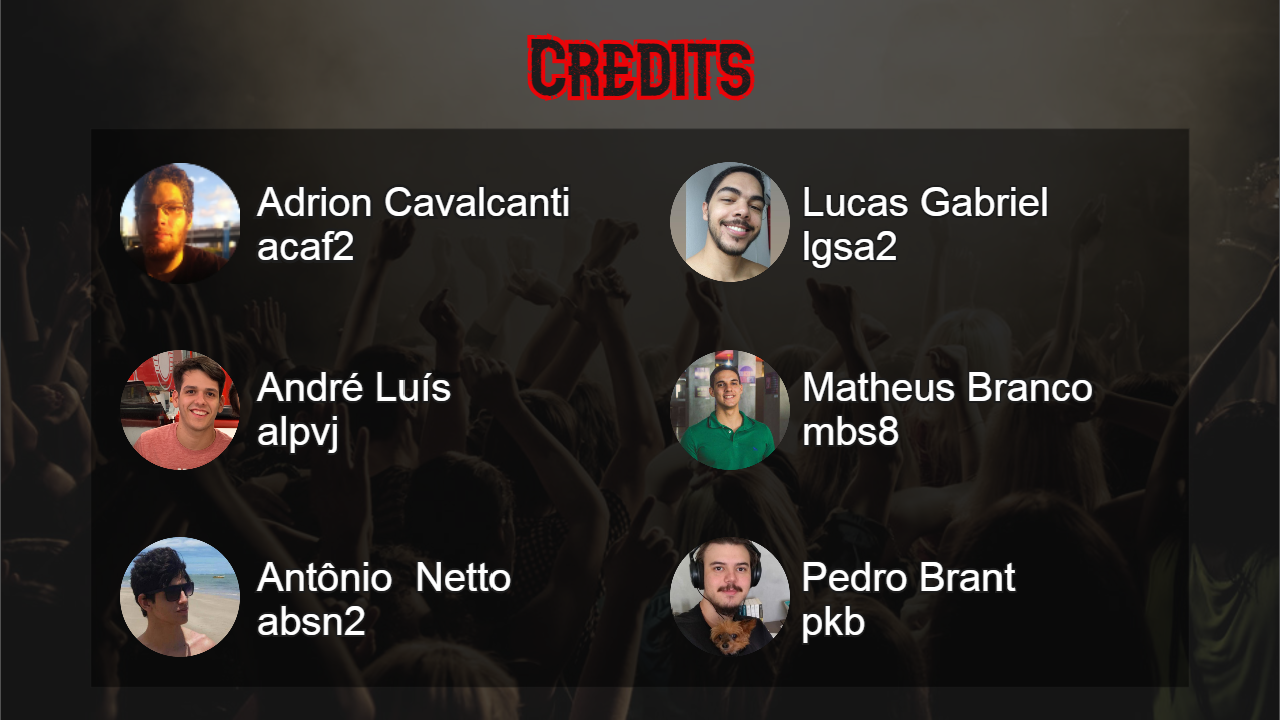 CREDITS
Adrion Cavalcanti
acaf2
Lucas Gabriel
lgsa2
André Luís
alpvj
Matheus Branco
mbs8
Antônio  Netto
absn2
Pedro Brant
pkb